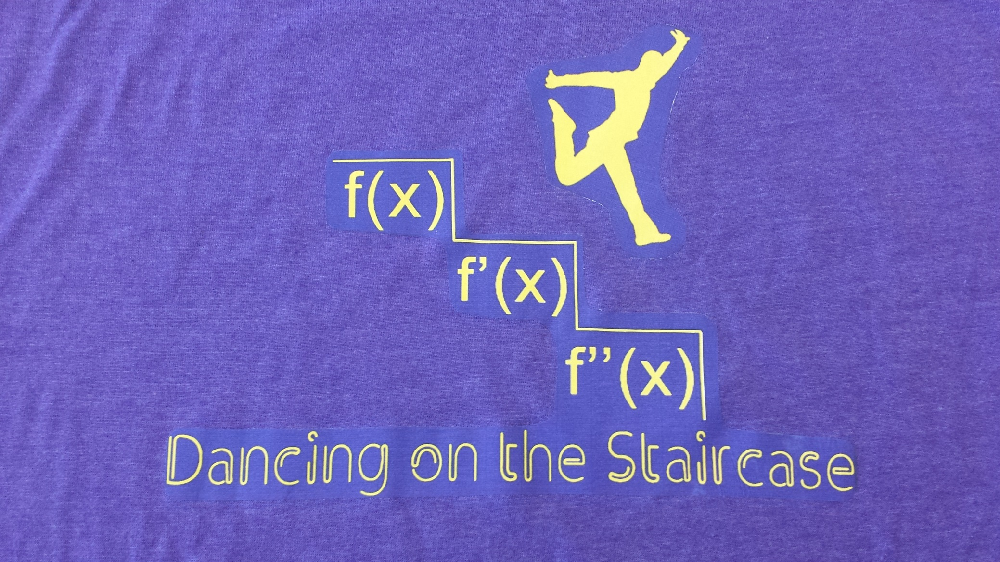 f(x)
f’(x)
f’’(x)
Dancing on the Staircase